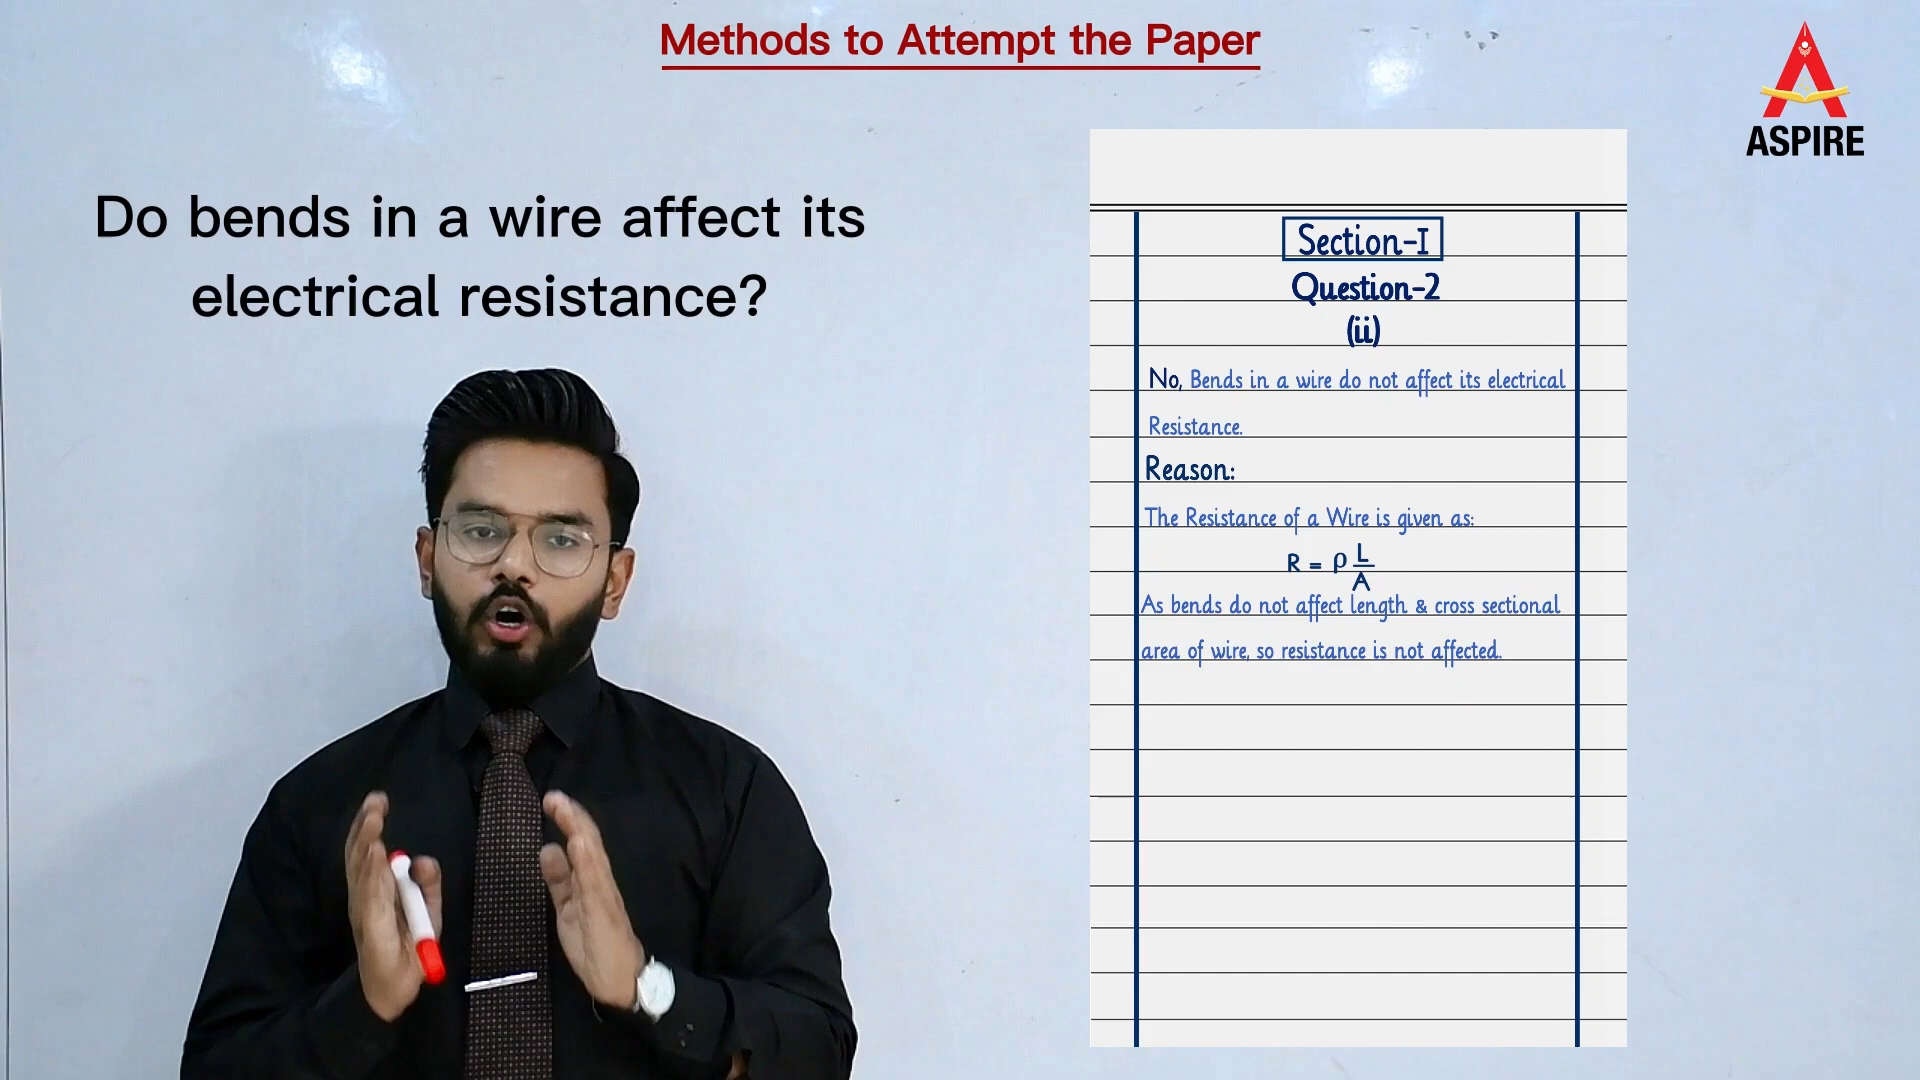 Methods to Attempt the Paper
ASPIRE
Do bends in a wire affect its
electrical resistance?
Section-I
Question-2
(ii)
No, Bends in a wire do not affect its electrical
Resistance.
Reason:
The Resistance of a Wire is given as:
R = ρ L/A
As bends do not affect length & cross sectional
area of wire, so resistance is not affected.